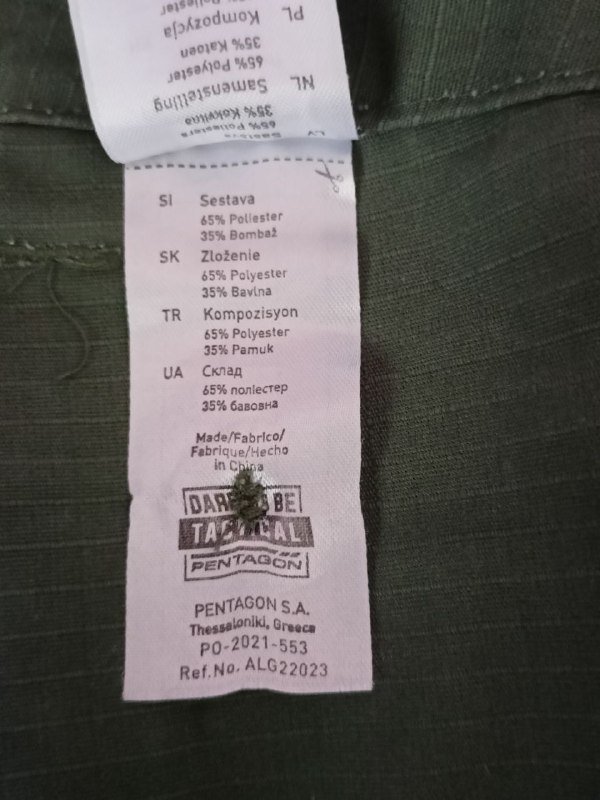 65% Poliesters
35% Kokvilna
NL Samenstelling
65% Polyester
35% Katoen
PL Kompozycja
SI Sestava
65% Poliester
35% Bombaž
SK Zloženie
65% Polyester
35% Bavlna
TR Kompozisyon
65% Polyester
35% Pamuk
UA Склад
65% поліестер
35% бавовна
Made/Fabrico/
Fabrique/Hecho
in China
BE
PENTAGON
PENTAGON S.A.
Thessaloniki, Greece
PO-2021-553
Ref.No. ALG22023